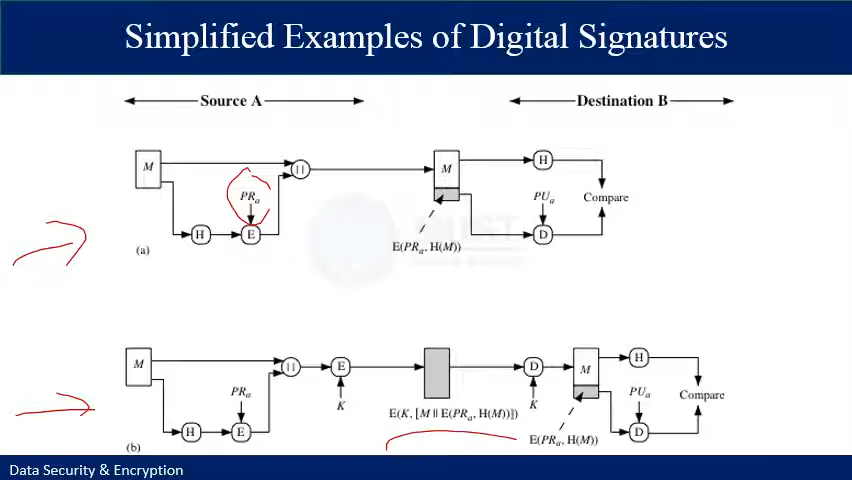 Simplified Examples of Digital Signatures
Source A
Destination B
M
||
M
H
PRa
PUa
Compare
H
E
D
E(PRa, H(M))
(a)
M
||
E
D
M
H
PRa
K
K
PUa
Compare
E(K, [M || E(PRa, H(M))])
H
E
D
E(PRa, H(M))
(b)
Data Security & Encryption